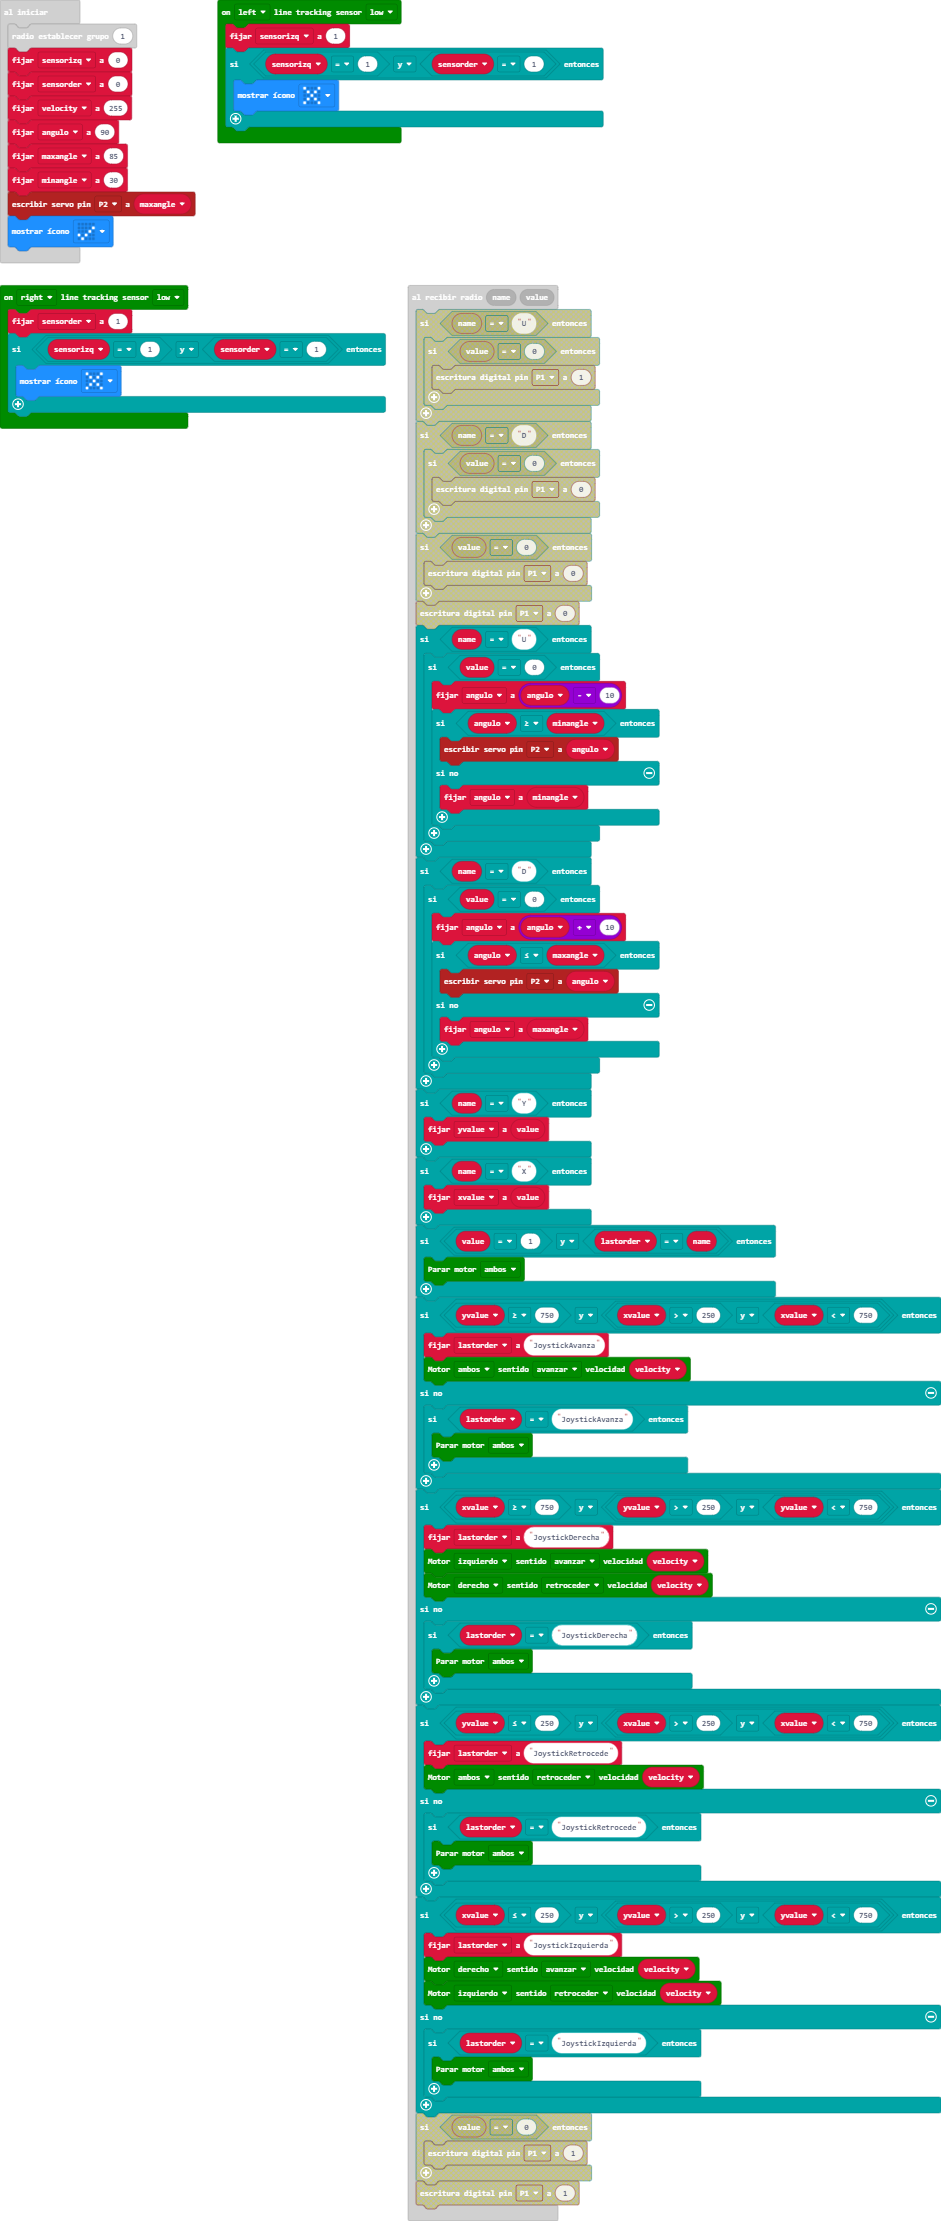 al iniciar
radio establecer grupo 1
fijar sensorizq a 0
fijar sensorder a 0
fijar velocity a 255
fijar angulo a 90
fijar maxangle a 85
fijar minangle a 30
escribir servo pin P2 a maxangle
mostrar ícono
on left line tracking sensor low
fijar sensorizq a 1
si sensorizq = 1 y sensorder = 1 entonces
mostrar ícono
on right line tracking sensor low
fijar sensorder a 1
si sensorizq = 1 y sensorder = 1 entonces
mostrar ícono
al recibir radio name value
si name = "U" entonces
si value = 0 entonces
escritura digital pin P1 a 1
si name = "D" entonces
si value = 0 entonces
escritura digital pin P1 a 0
si value = 0 entonces
escritura digital pin P1 a 0
escritura digital pin P1 a 0
si name = "U" entonces
si value = 0 entonces
fijar angulo a angulo - 10
si angulo ≥ minangle entonces
escribir servo pin P2 a angulo
si no
fijar angulo a minangle
si name = "D" entonces
si value = 0 entonces
fijar angulo a angulo + 10
si angulo ≤ maxangle entonces
escribir servo pin P2 a angulo
si no
fijar angulo a maxangle
si name = "Y" entonces
fijar yvalue a value
si name = "X" entonces
fijar xvalue a value
si value = 1 y lastorder = name entonces
Parar motor ambos
si yvalue ≥ 750 y xvalue > 250 y xvalue < 750 entonces
fijar lastorder a "JoystickAvanza"
Motor ambos sentido avanzar velocidad velocity
si no
si lastorder = "JoystickAvanza" entonces
Parar motor ambos
si xvalue ≥ 750 y yvalue > 250 y yvalue < 750 entonces
fijar lastorder a "JoystickDerecha"
Motor izquierdo sentido avanzar velocidad velocity
Motor derecho sentido retroceder velocidad velocity
si no
si lastorder = "JoystickDerecha" entonces
Parar motor ambos
si yvalue ≤ 250 y xvalue > 250 y xvalue < 750 entonces
fijar lastorder a "JoystickRetrocede"
Motor ambos sentido retroceder velocidad velocity
si no
si lastorder = "JoystickRetrocede" entonces
Parar motor ambos
si xvalue ≤ 250 y yvalue > 250 y yvalue < 750 entonces
fijar lastorder a "JoystickIzquierda"
Motor derecho sentido avanzar velocidad velocity
Motor izquierdo sentido retroceder velocidad velocity
si no
si lastorder = "JoystickIzquierda" entonces
Parar motor ambos
si value = 0 entonces
escritura digital pin P1 a 1
escritura digital pin P1 a 1